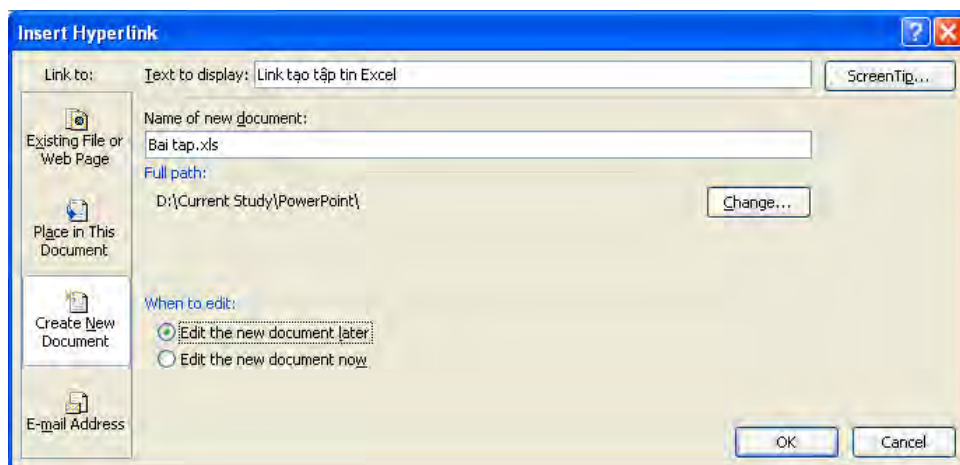 Insert Hyperlink
Link to:
Text to display: Link tạo tập tin Excel
ScreenTip...
Existing File or
Web Page
Place in This
Document
Create New
Document
E-mail Address
Name of new document:
Bai tap.xls
Full path:
D:\Current Study\PowerPoint\
Change...
When to edit:
Edit the new document later
Edit the new document now
OK
Cancel